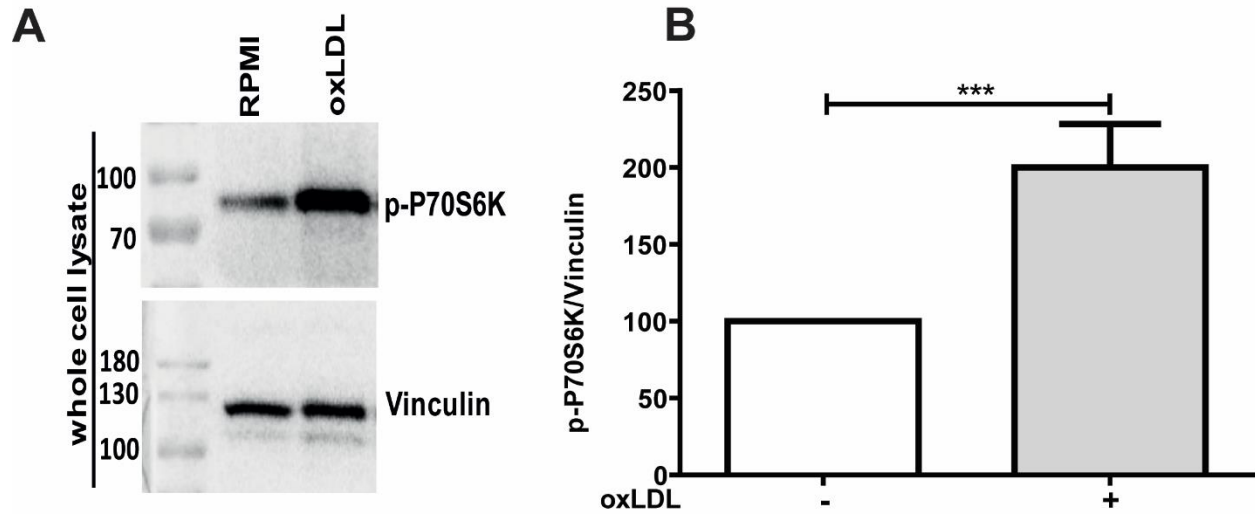 A
RPMI
oxLDL
whole cell lysate
100
70
p-P70S6K
180
130
100
Vinculin
B
p-P70S6K/Vinculin
250
200
150
100
50
0
***
oxLDL - +